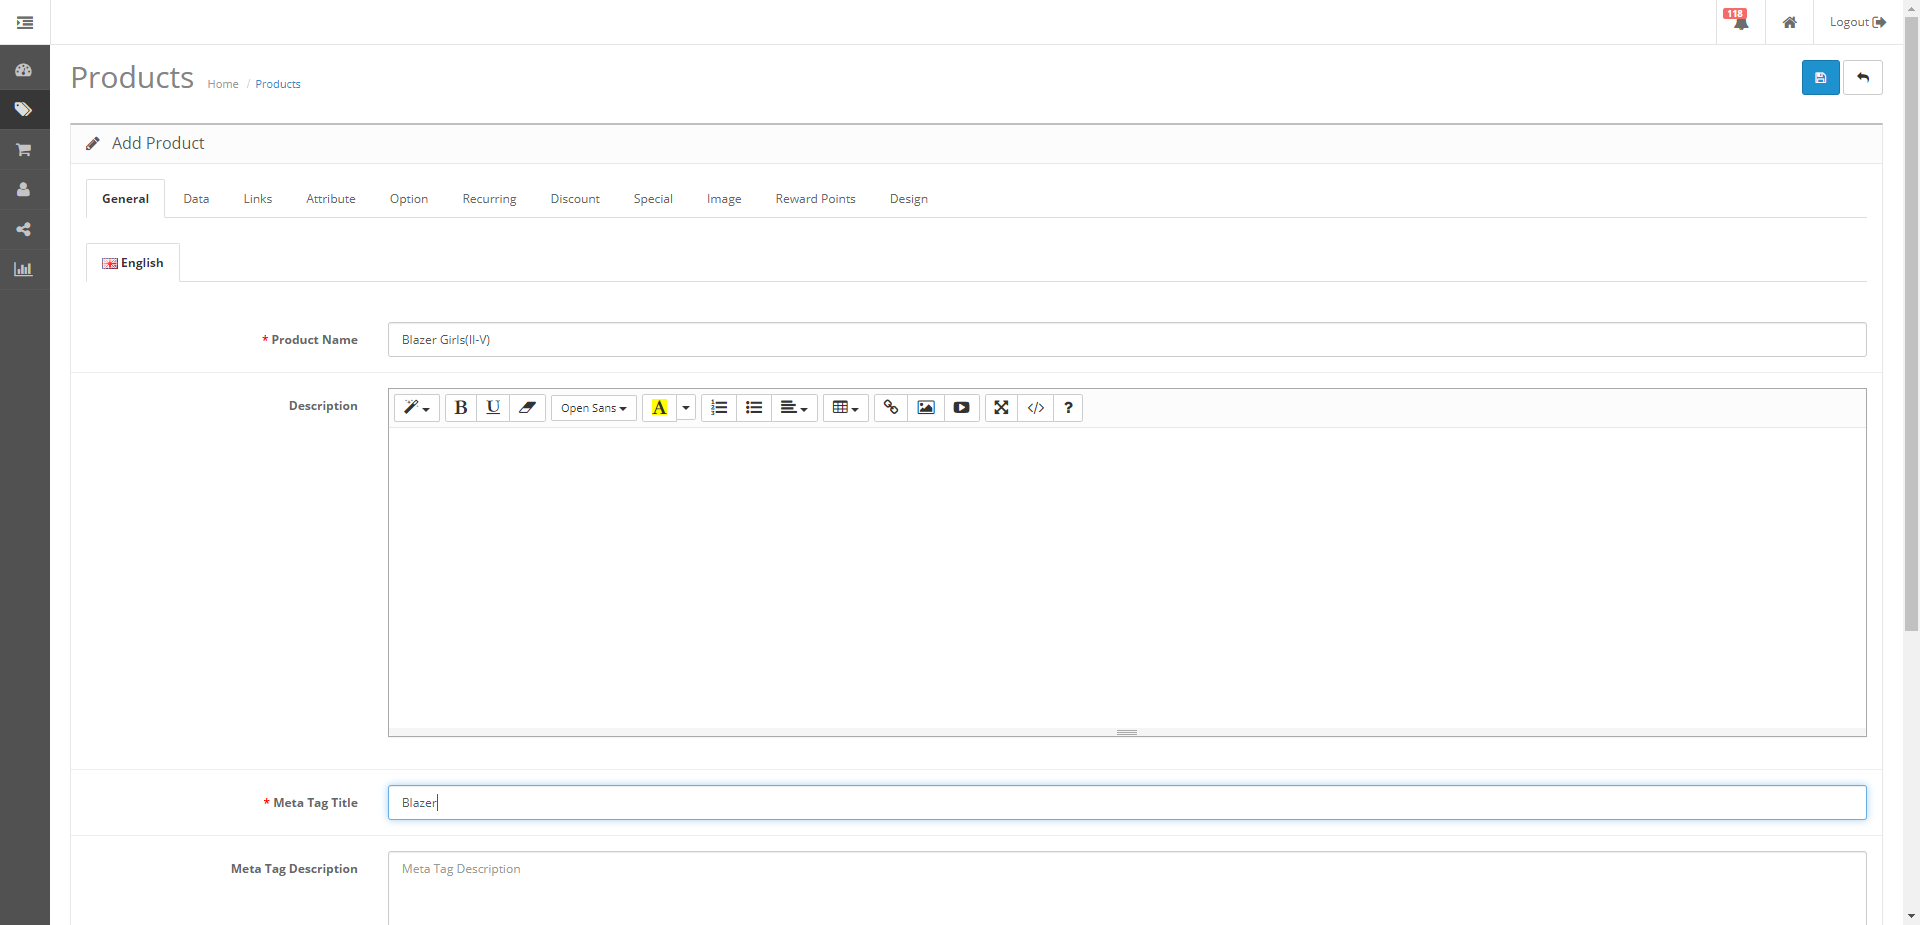 118
Logout
Products Home / Products
Add Product
General Data Links Attribute Option Recurring Discount Special Image Reward Points Design
English
* Product Name Blazer Girls(II-V)
Description B U Open Sans A </> ?
* Meta Tag Title Blazer
Meta Tag Description Meta Tag Description